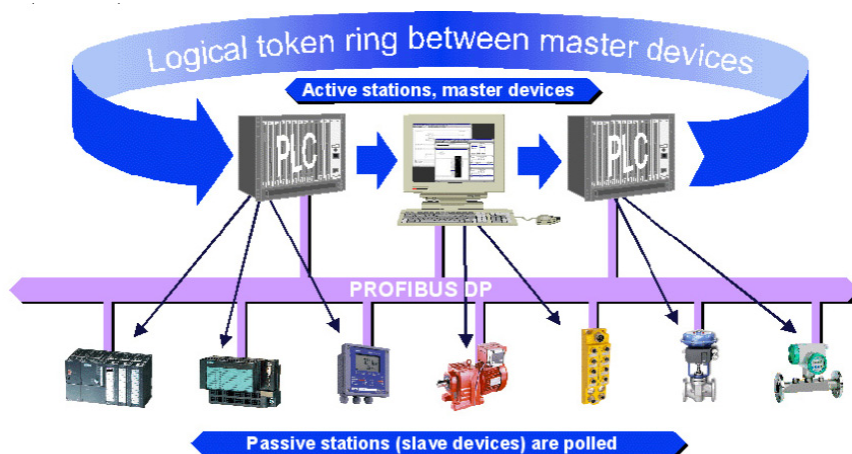 Logical token ring between master devices
Active stations, master devices
PLC
PLC
PROFIBUS DP
Passive stations (slave devices) are polled